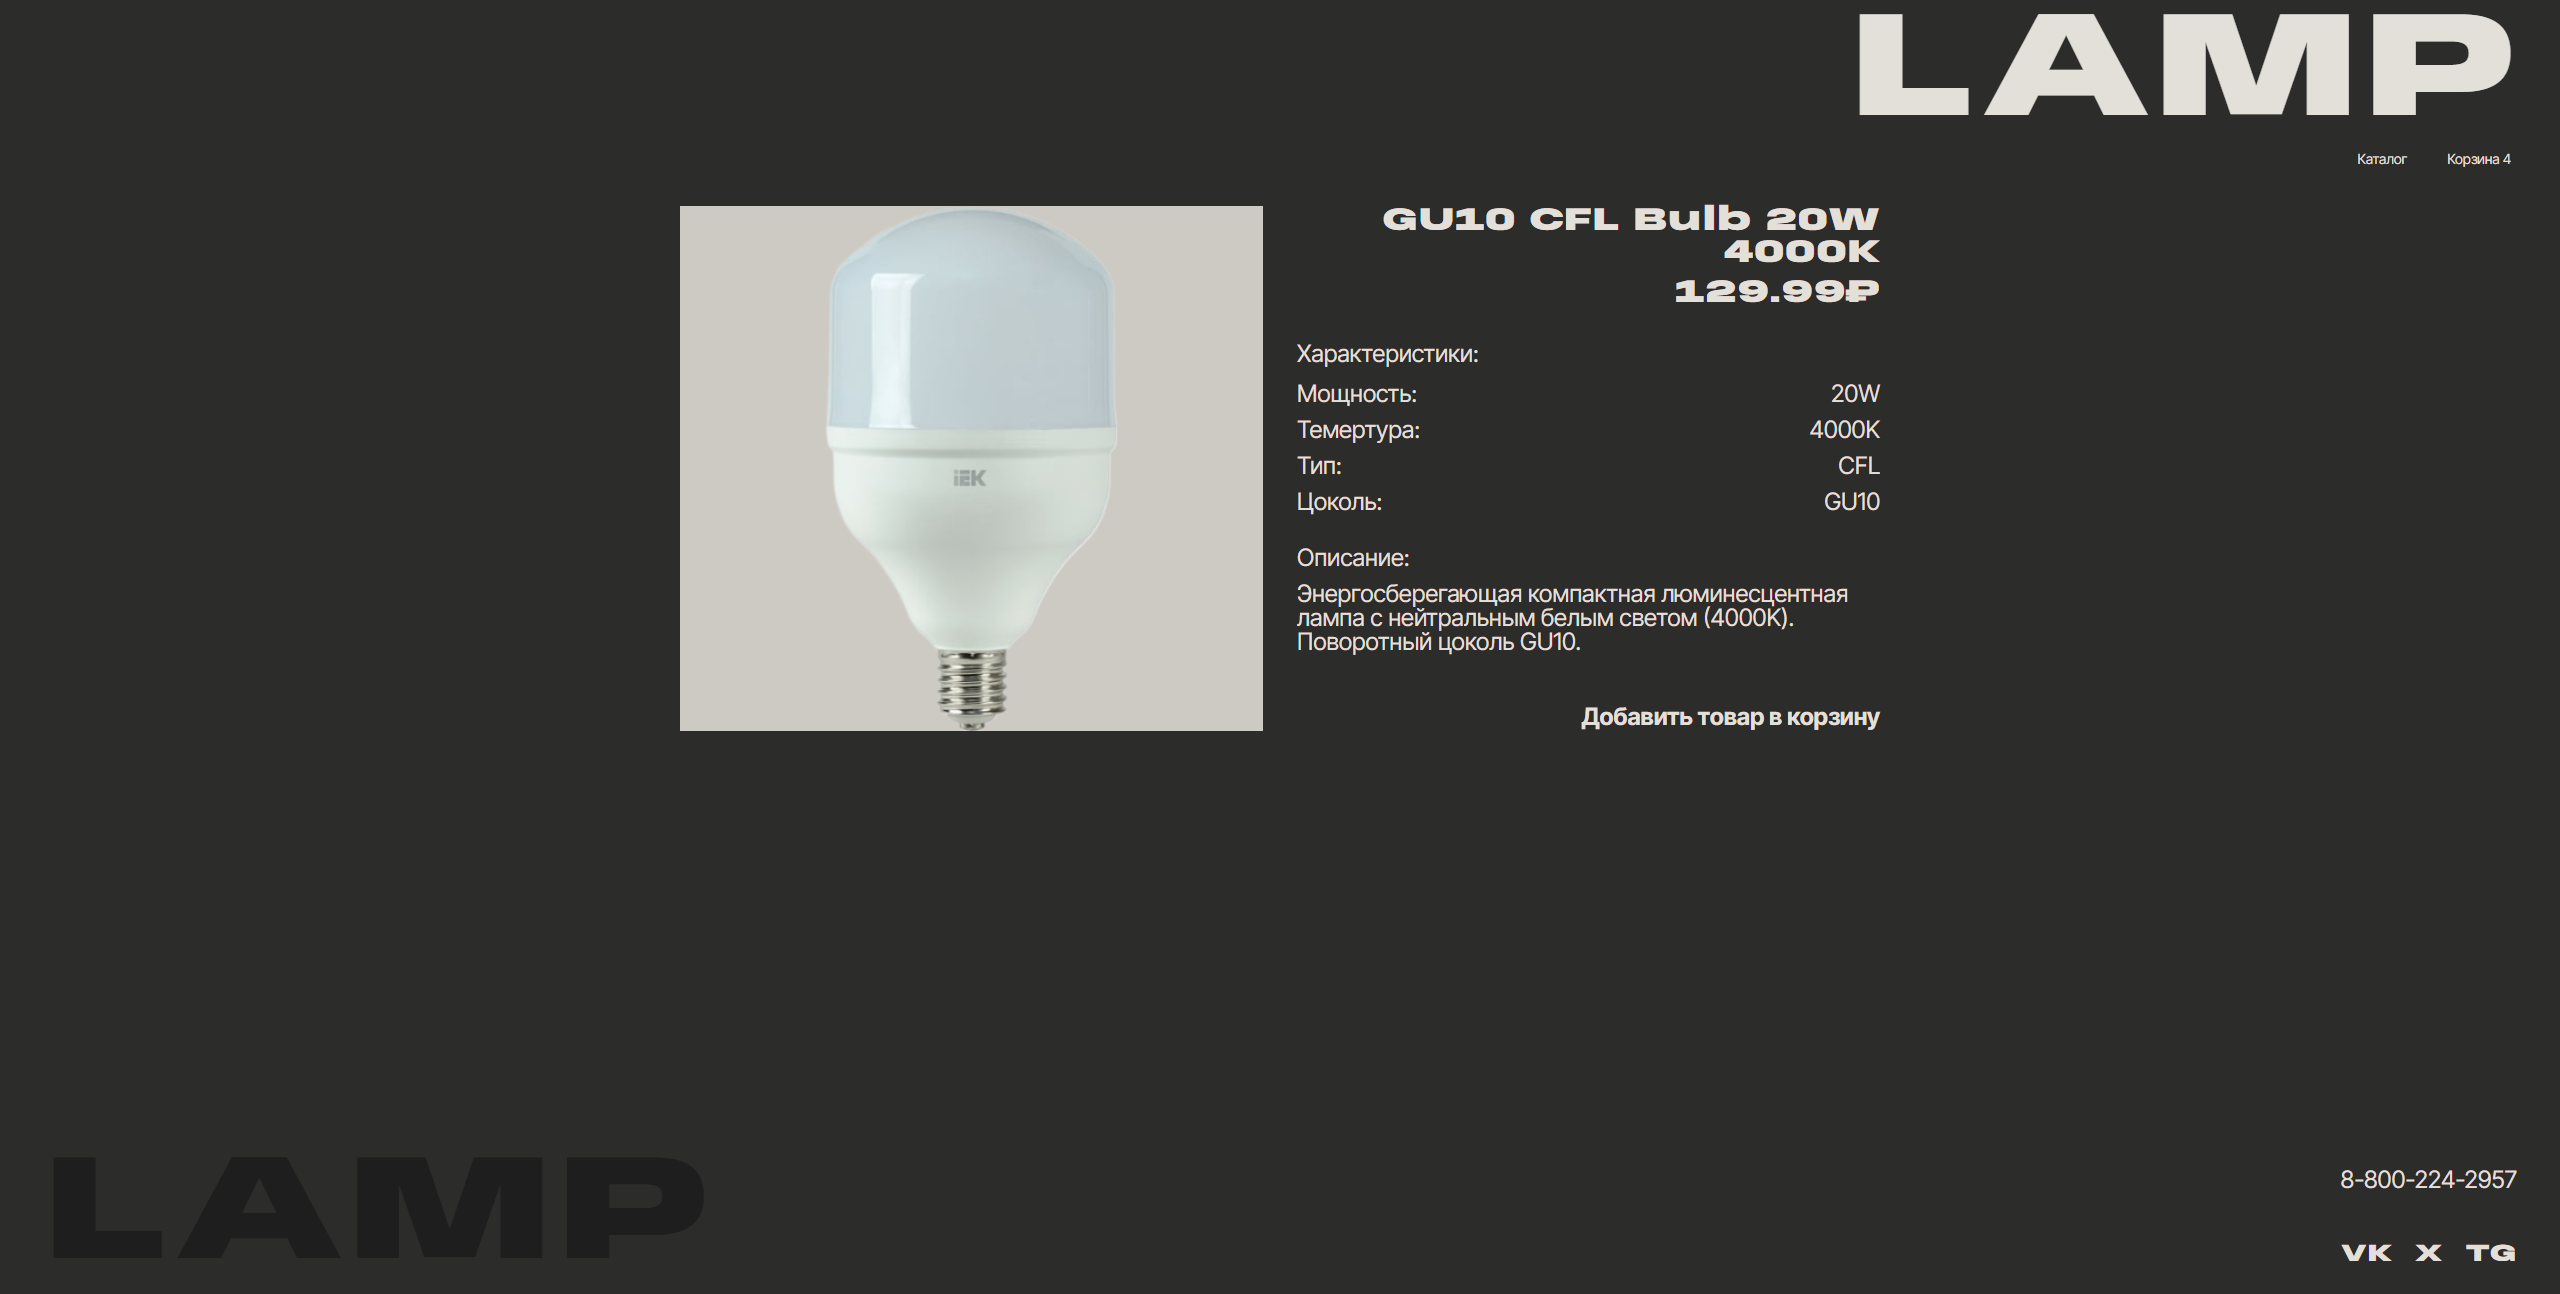 LAMP
Каталог Корзина 4
GU10 CFL Bulb 20W
4000K
129.99₽
Характеристики:
Мощность: 20W
Темертура: 4000K
Тип: CFL
Цоколь: GU10
Описание:
Энергосберегающая компактная люминесцентная
лампа с нейтральным белым светом (4000K).
Поворотный цоколь GU10.
Добавить товар в корзину
iEK
LAMP
8-800-224-2957
VK X TG